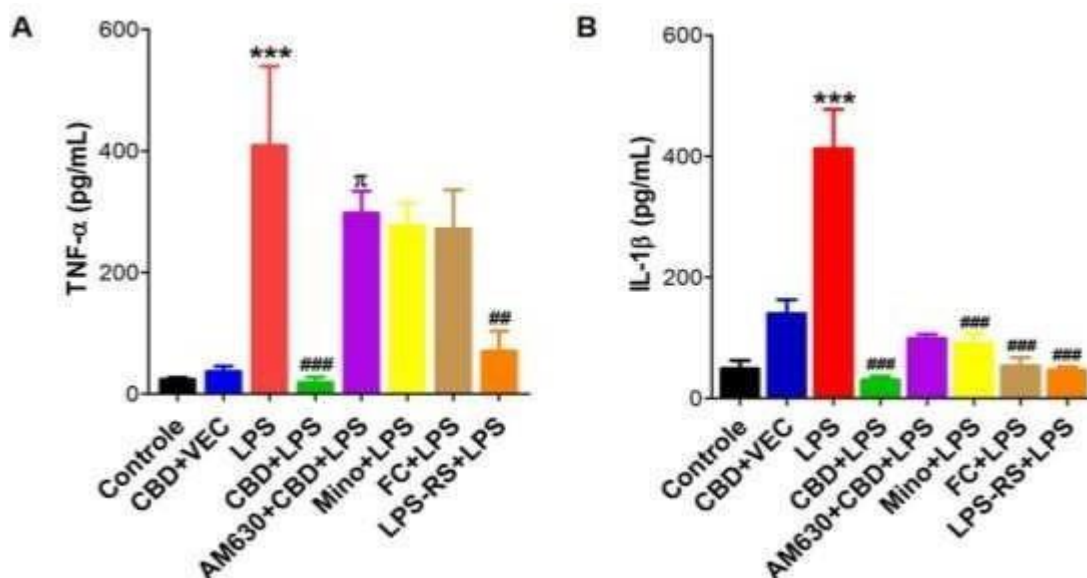 A
TNF-α (pg/mL)
600
400
200
0
***
###
π
##
Controle
CBD+VEC
LPS
CBD+LPS
AM630+CBD+LPS
Mino+LPS
FC+LPS
LPS-RS+LPS
B
IL-1β (pg/mL)
600
400
200
0
***
###
###
###
###
Controle
CBD+VEC
LPS
CBD+LPS
AM630+CBD+LPS
Mino+LPS
FC+LPS
LPS-RS+LPS